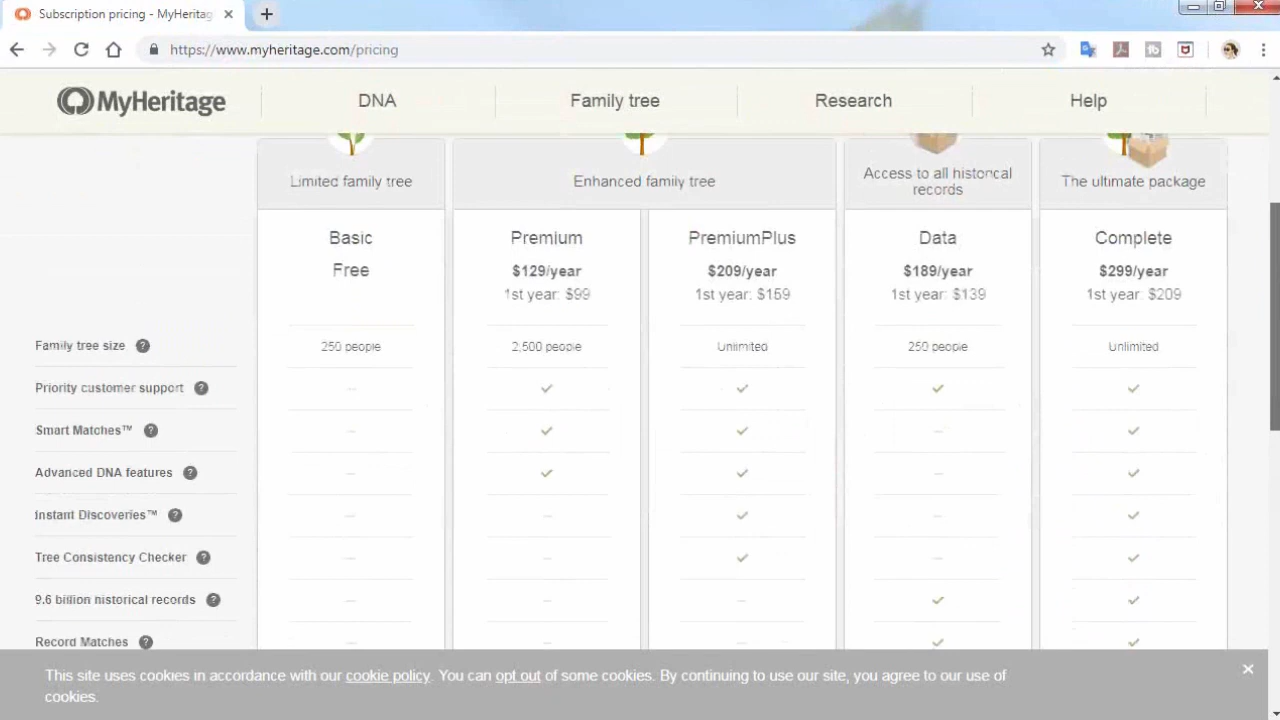 Subscription pricing - MyHeritag
https://www.myheritage.com/pricing
MyHeritage DNA Family tree Research Help
Limited family tree Enhanced family tree Access to all historical records The ultimate package
Basic Premium PremiumPlus Data Complete
Free $129/year $209/year $189/year $299/year
1st year: $99 1st year: $159 1st year: $139 1st year: $209
Family tree size ? 250 people 2,500 people Unlimited 250 people Unlimited
Priority customer support ?
Smart Matches™ ?
Advanced DNA features ?
Instant Discoveries™ ?
Tree Consistency Checker ?
9.6 billion historical records ?
Record Matches ?
This site uses cookies in accordance with our cookie policy. You can opt out of some cookies. By continuing to use our site, you agree to our use of
cookies.